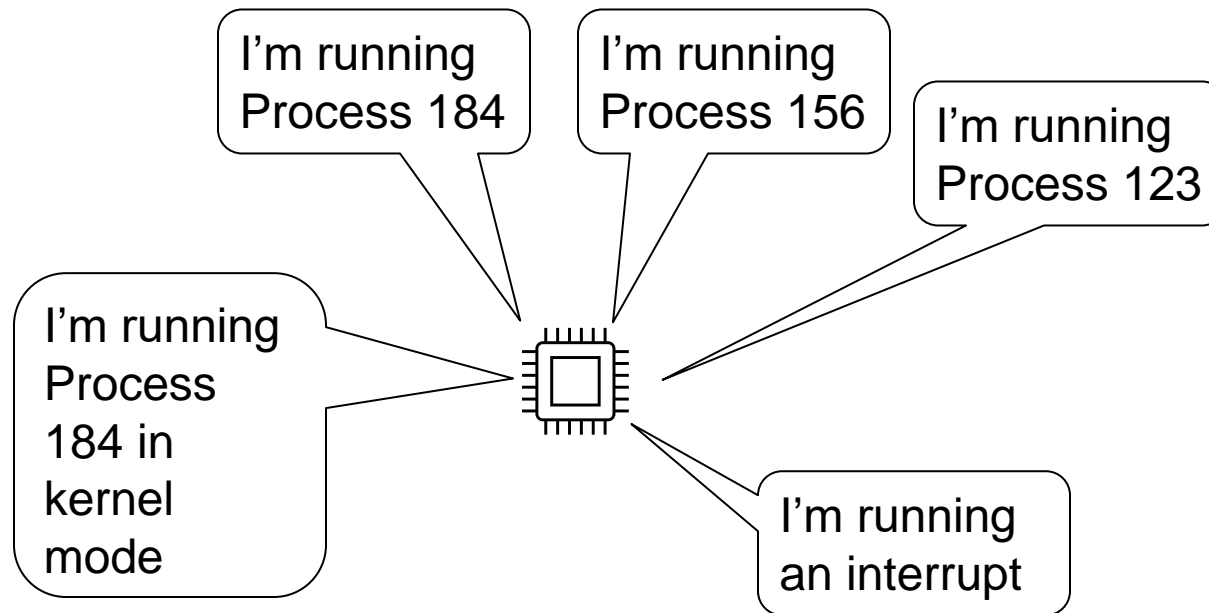 I’m running
Process 184
I’m running
Process 156
I’m running
Process 123
I’m running
Process
184 in
kernel
mode
I’m running
an interrupt